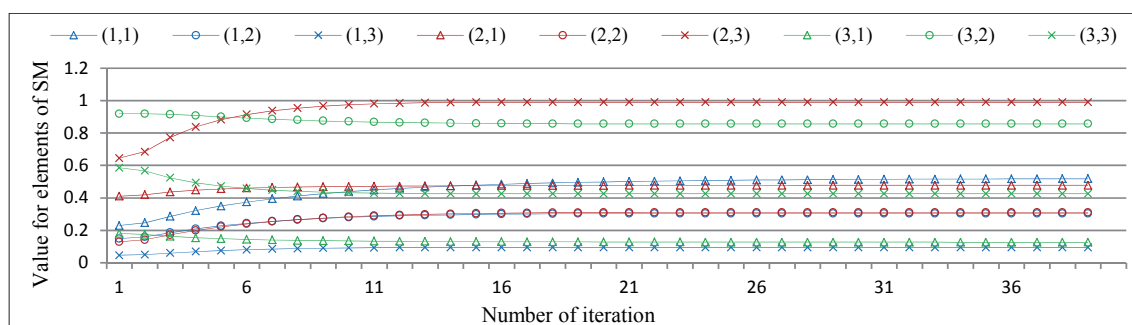 (1,1) (1,2) (1,3) (2,1) (2,2) (2,3) (3,1) (3,2) (3,3)
Value for elements of SM
1.2
1
0.8
0.6
0.4
0.2
0
1 6 11 16 21 26 31 36
Number of iteration